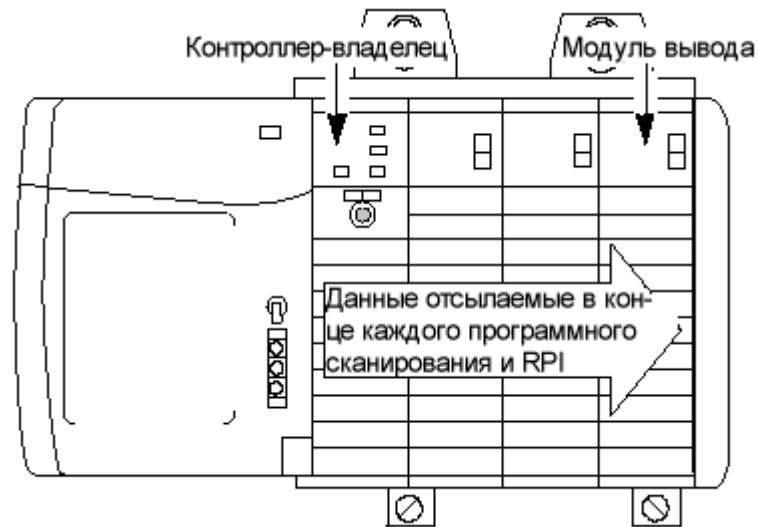 Контроллер-владелец
Модуль вывода
Данные отсылаемые в кон-
це каждого программного
сканирования и RPI